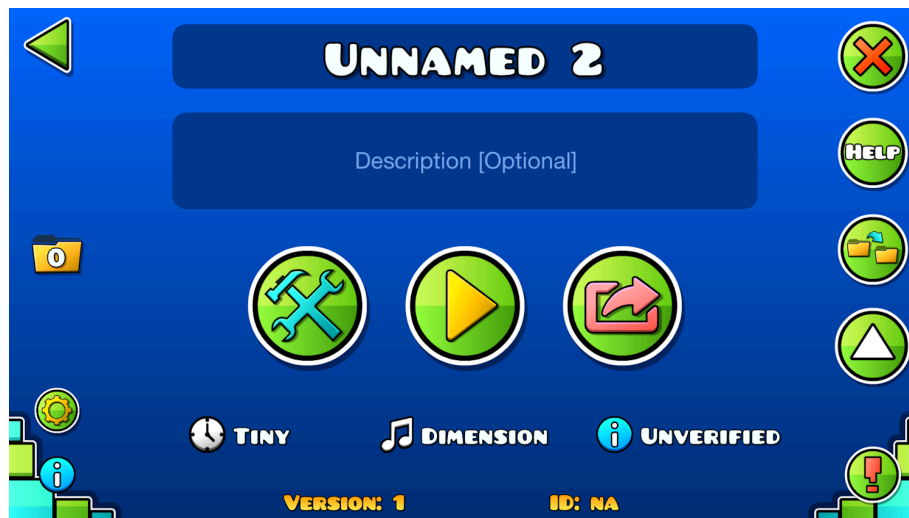 Unnamed 2
Description [Optional]
Help
0
Tiny
Dimension
Unverified
Version: 1
ID: na